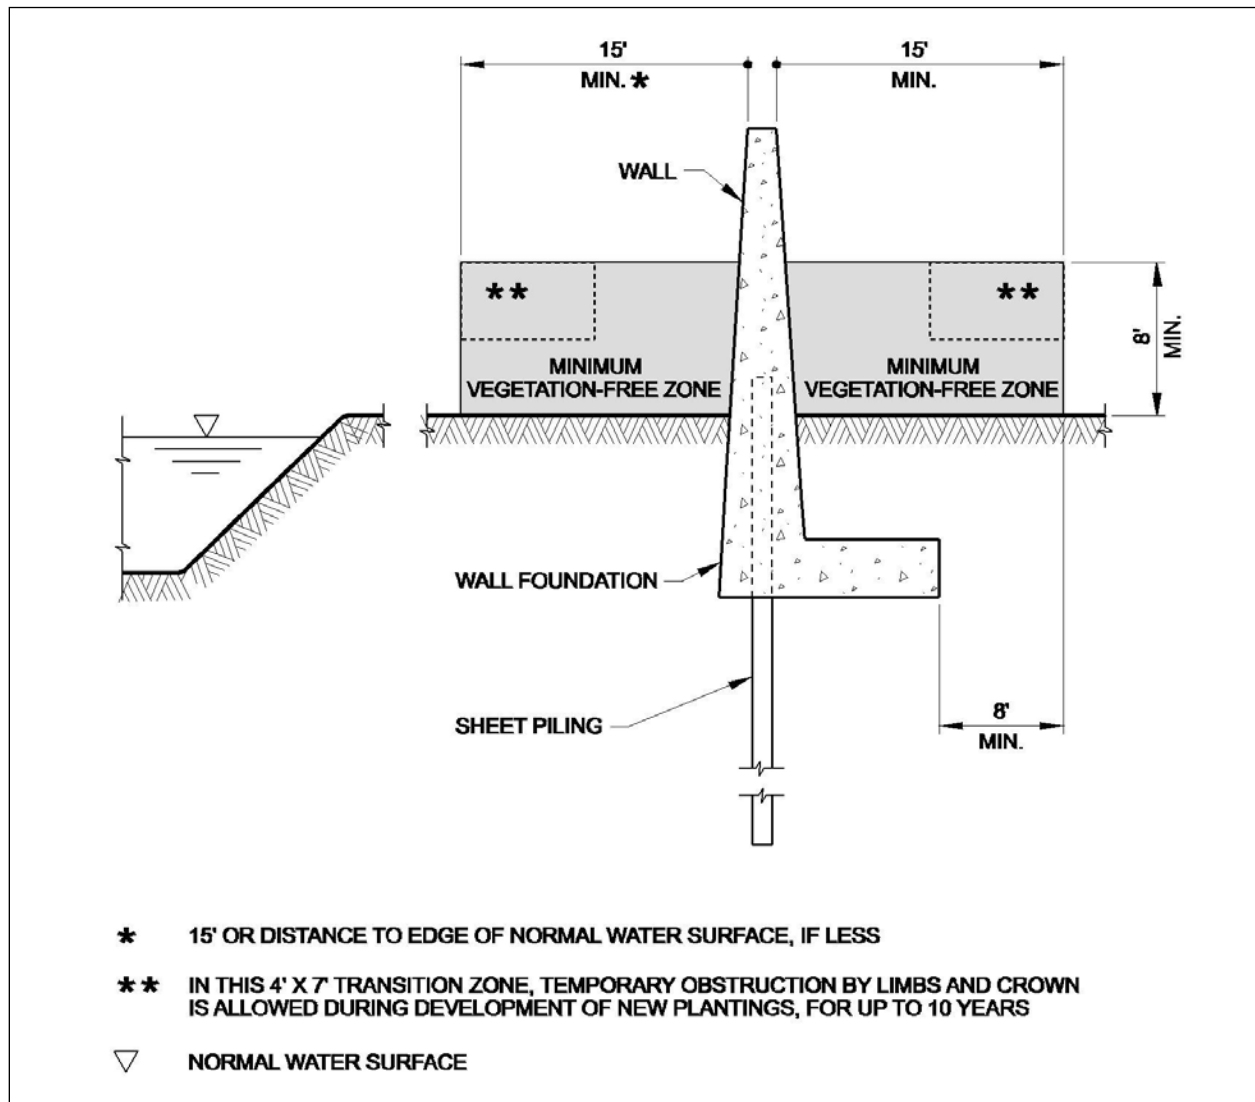 15'
MIN. *
15'
MIN.
WALL
**
**
8'
MIN.
MINIMUM
VEGETATION-FREE ZONE
MINIMUM
VEGETATION-FREE ZONE
WALL FOUNDATION
SHEET PILING
8'
MIN.
* 15' OR DISTANCE TO EDGE OF NORMAL WATER SURFACE, IF LESS
** IN THIS 4' X 7' TRANSITION ZONE, TEMPORARY OBSTRUCTION BY LIMBS AND CROWN
IS ALLOWED DURING DEVELOPMENT OF NEW PLANTINGS, FOR UP TO 10 YEARS
NORMAL WATER SURFACE